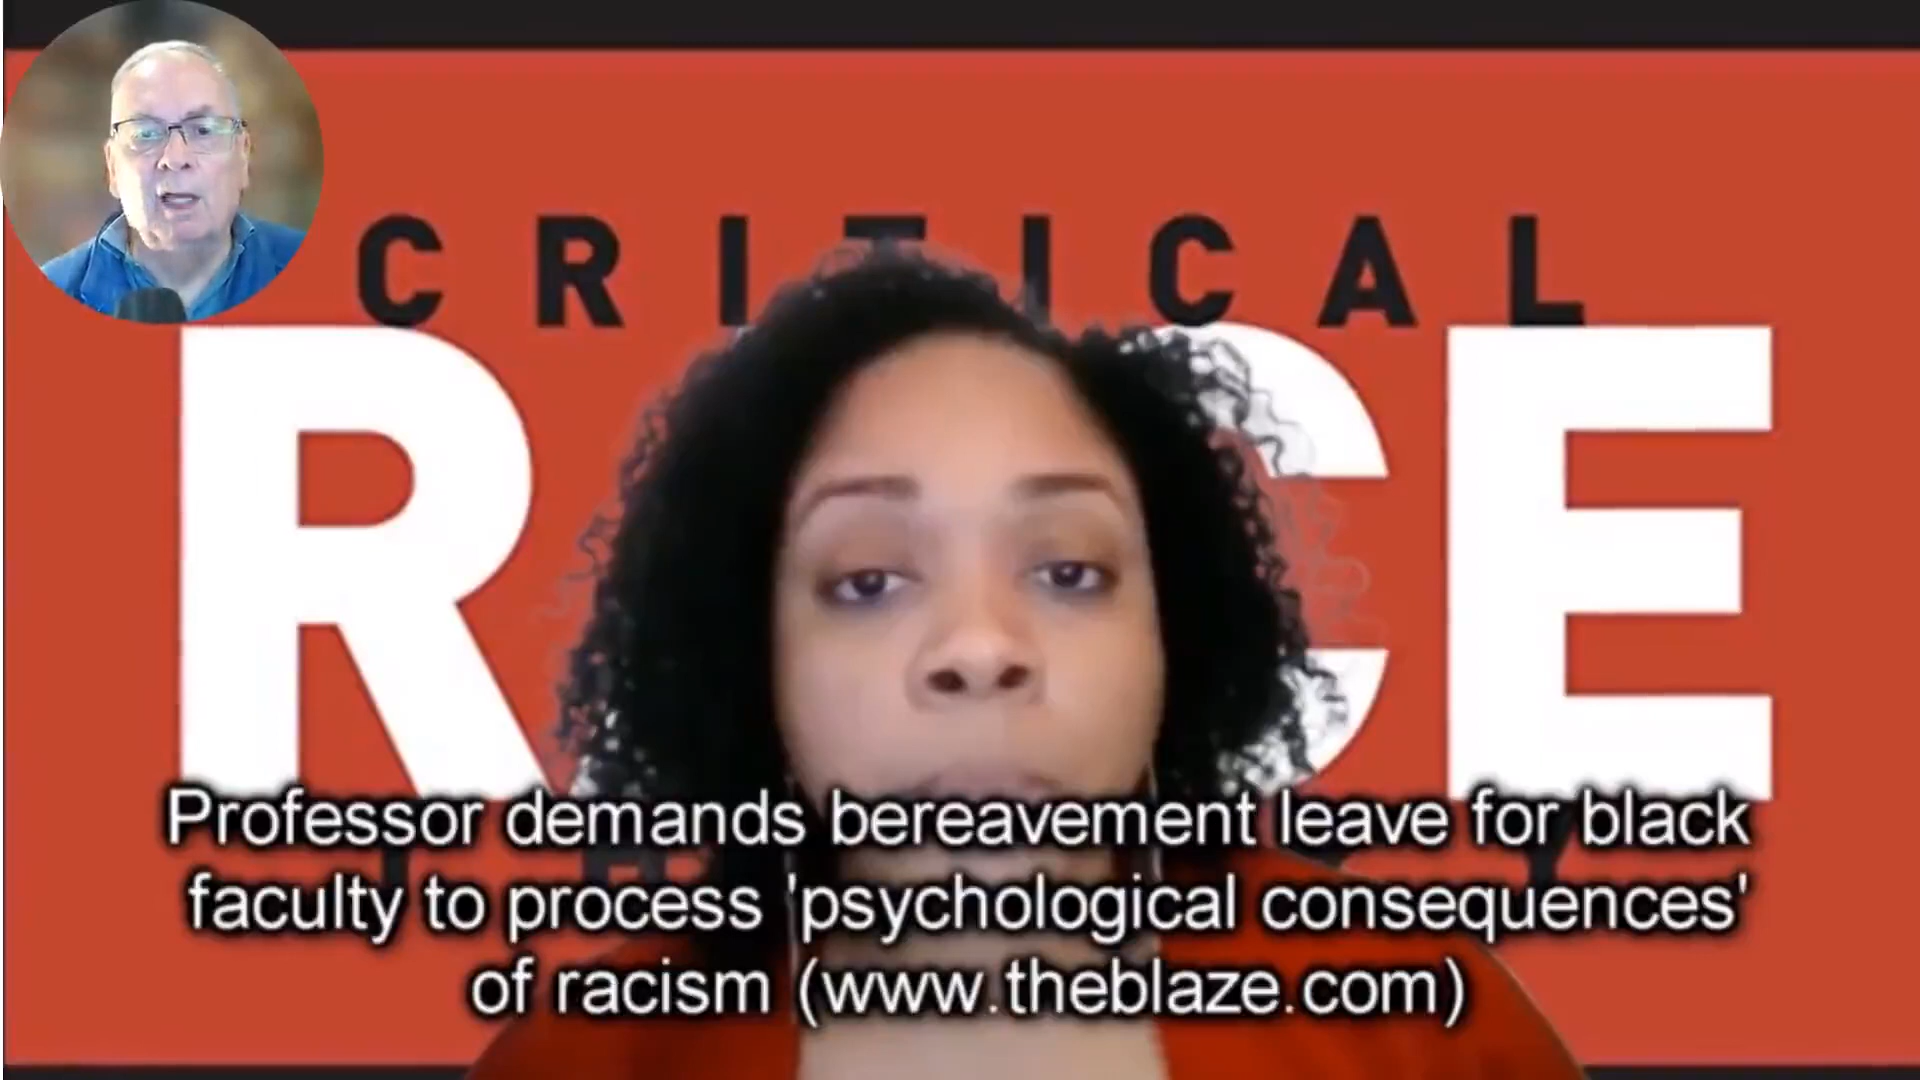 CRITICAL
R CE
Professor demands bereavement leave for black
faculty to process 'psychological consequences'
of racism (www.theblaze.com)